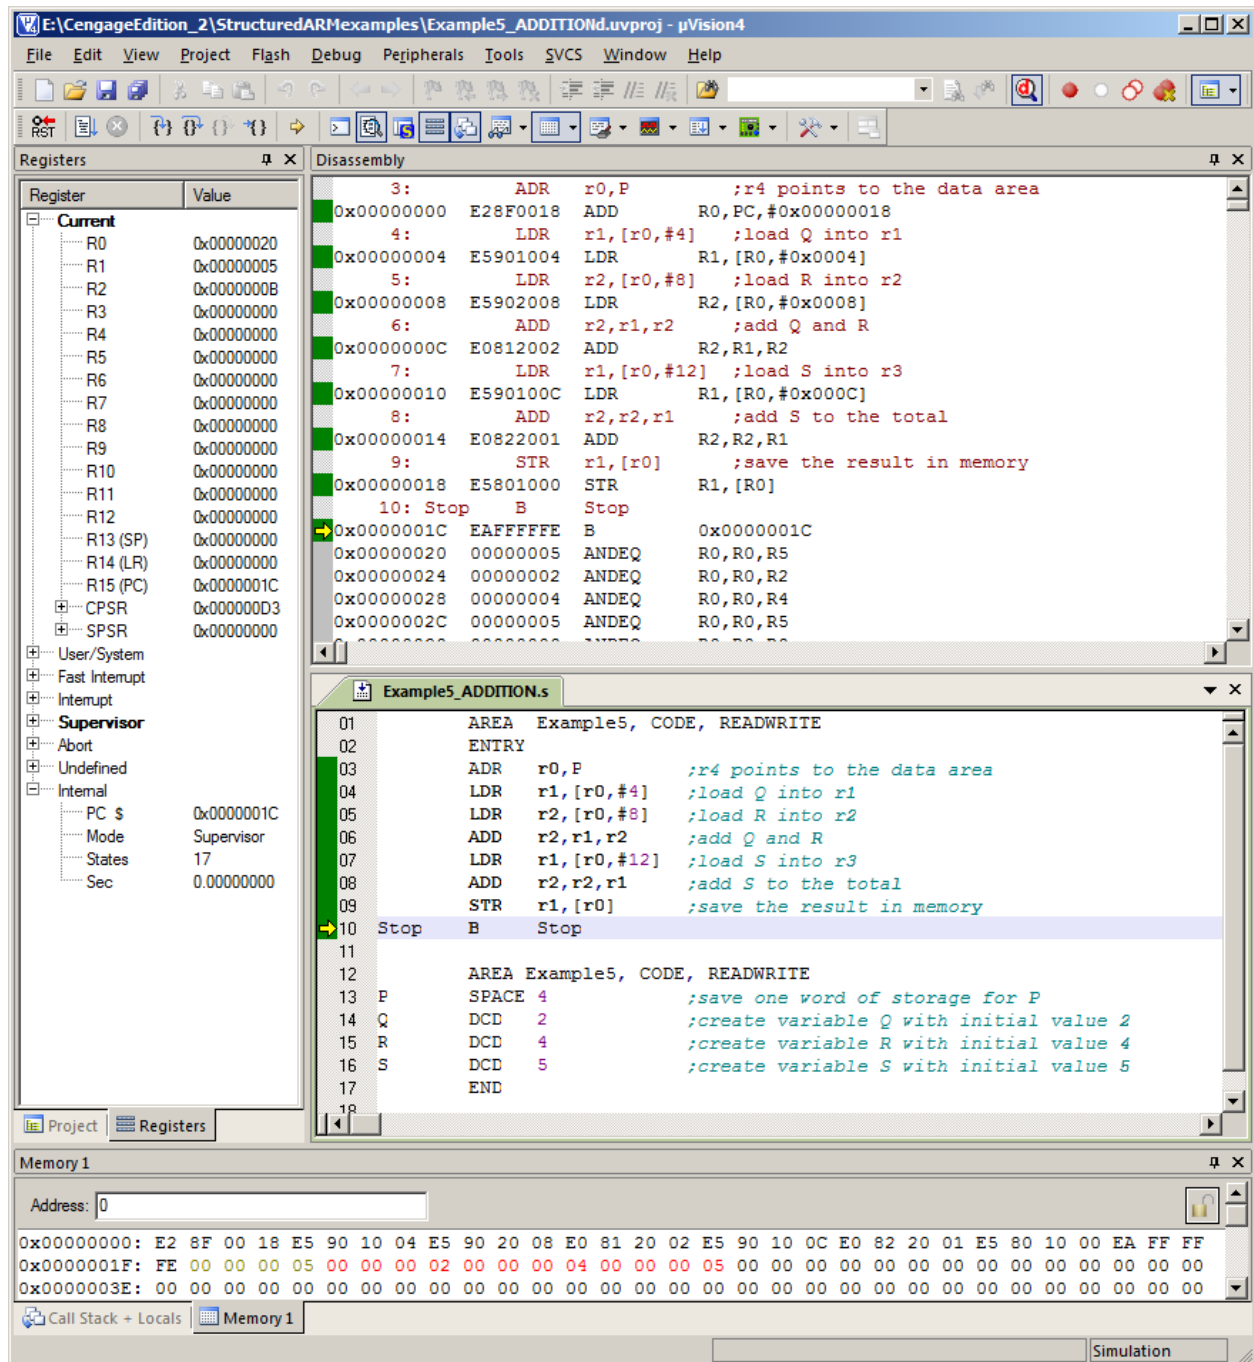 E:\CengageEdition_2\StructuredARMexamples\Example5_ADDITIONd.uvproj - µVision4
File Edit View Project Flash Debug Peripherals Tools SVCS Window Help
Registers
Register Value
Current
R0 0x00000020
R1 0x00000005
R2 0x0000000B
R3 0x00000000
R4 0x00000000
R5 0x00000000
R6 0x00000000
R7 0x00000000
R8 0x00000000
R9 0x00000000
R10 0x00000000
R11 0x00000000
R12 0x00000000
R13 (SP) 0x00000000
R14 (LR) 0x00000000
R15 (PC) 0x0000001C
CPSR 0x000000D3
SPSR 0x00000000
User/System
Fast Interrupt
Interrupt
Supervisor
Abort
Undefined
Internal
PC $ 0x0000001C
Mode Supervisor
States 17
Sec 0.00000000
Project Registers
Disassembly
3: ADR r0,P ;r4 points to the data area
0x00000000 E28F0018 ADD R0,PC,#0x00000018
4: LDR r1,[r0,#4] ;load Q into r1
0x00000004 E5901004 LDR R1,[R0,#0x0004]
5: LDR r2,[r0,#8] ;load R into r2
0x00000008 E5902008 LDR R2,[R0,#0x0008]
6: ADD r2,r1,r2 ;add Q and R
0x0000000C E0812002 ADD R2,R1,R2
7: LDR r1,[r0,#12] ;load S into r3
0x00000010 E590100C LDR R1,[R0,#0x000C]
8: ADD r2,r2,r1 ;add S to the total
0x00000014 E0822001 ADD R2,R2,R1
9: STR r1,[r0] ;save the result in memory
0x00000018 E5801000 STR R1,[R0]
10: Stop B Stop
0x0000001C EAFFFFFE B 0x0000001C
0x00000020 00000005 ANDEQ R0,R0,R5
0x00000024 00000002 ANDEQ R0,R0,R2
0x00000028 00000004 ANDEQ R0,R0,R4
0x0000002C 00000005 ANDEQ R0,R0,R5
Example5_ADDITION.s
01 AREA Example5, CODE, READWRITE
02 ENTRY
03 ADR r0,P ;r4 points to the data area
04 LDR r1,[r0,#4] ;load Q into r1
05 LDR r2,[r0,#8] ;load R into r2
06 ADD r2,r1,r2 ;add Q and R
07 LDR r1,[r0,#12] ;load S into r3
08 ADD r2,r2,r1 ;add S to the total
09 STR r1,[r0] ;save the result in memory
10 Stop B Stop
11
12 AREA Example5, CODE, READWRITE
13 P SPACE 4 ;save one word of storage for P
14 Q DCD 2 ;create variable Q with initial value 2
15 R DCD 4 ;create variable R with initial value 4
16 S DCD 5 ;create variable S with initial value 5
17 END
18
Memory 1
Address: 0
0x00000000: E2 8F 00 18 E5 90 10 04 E5 90 20 08 E0 81 20 02 E5 90 10 0C E0 82 20 01 E5 80 10 00 EA FF FF
0x0000001F: FE 00 00 00 05 00 00 00 02 00 00 00 04 00 00 00 05 00 00 00 00 00 00 00 00 00 00 00 00 00 00
0x0000003E: 00 00 00 00 00 00 00 00 00 00 00 00 00 00 00 00 00 00 00 00 00 00 00 00 00 00 00 00 00 00 00
Call Stack + Locals Memory 1
Simulation